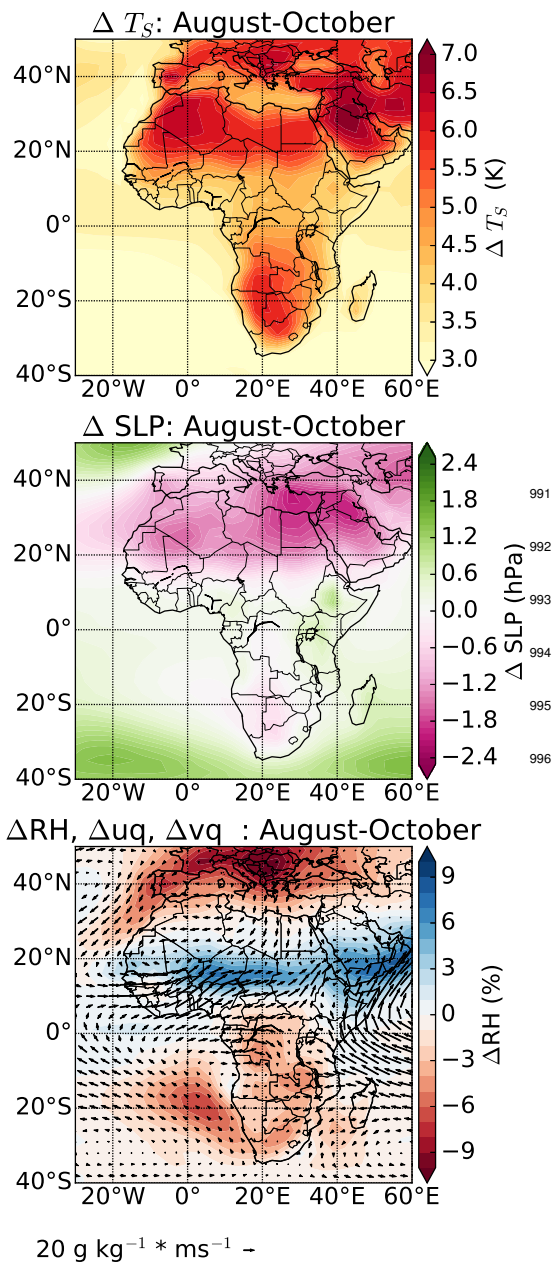 Δ T_S: August-October
40°N
20°N
0°
20°S
40°S
20°W 0° 20°E 40°E 60°E
7.0
6.5
6.0
5.5
5.0
4.5
4.0
3.5
3.0
Δ T_S (K)
Δ SLP: August-October
40°N
20°N
0°
20°S
40°S
20°W 0° 20°E 40°E 60°E
2.4
1.8
1.2
0.6
0.0
−0.6
−1.2
−1.8
−2.4
Δ SLP (hPa)
991
992
993
994
995
996
ΔRH, Δuq, Δvq : August-October
40°N
20°N
0°
20°S
40°S
20°W 0° 20°E 40°E 60°E
9
6
3
0
−3
−6
−9
ΔRH (%)
20 g kg⁻¹ * ms⁻¹